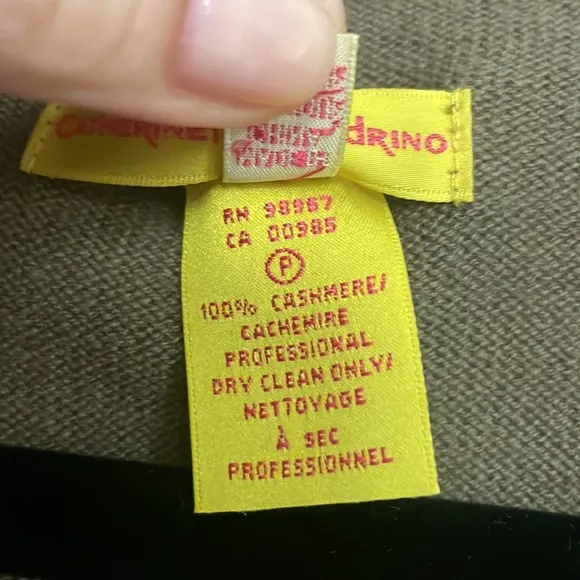 DRINO
RN 98967
CA 00985
P
100% CASHMERE/
CACHEMIRE
PROFESSIONAL
DRY CLEAN ONLY/
NETTOYAGE
À SEC
PROFESSIONNEL